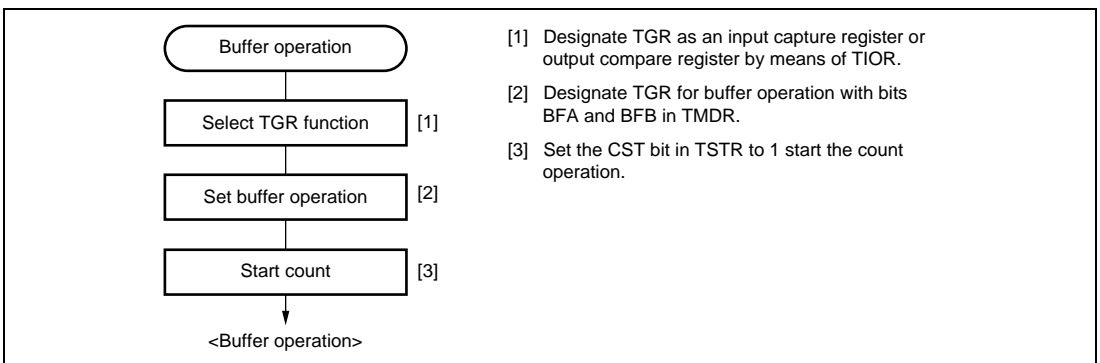 Buffer operation
Select TGR function
[1]
Set buffer operation
[2]
Start count
[3]
<Buffer operation>
[1] Designate TGR as an input capture register or
output compare register by means of TIOR.
[2] Designate TGR for buffer operation with bits
BFA and BFB in TMDR.
[3] Set the CST bit in TSTR to 1 start the count
operation.